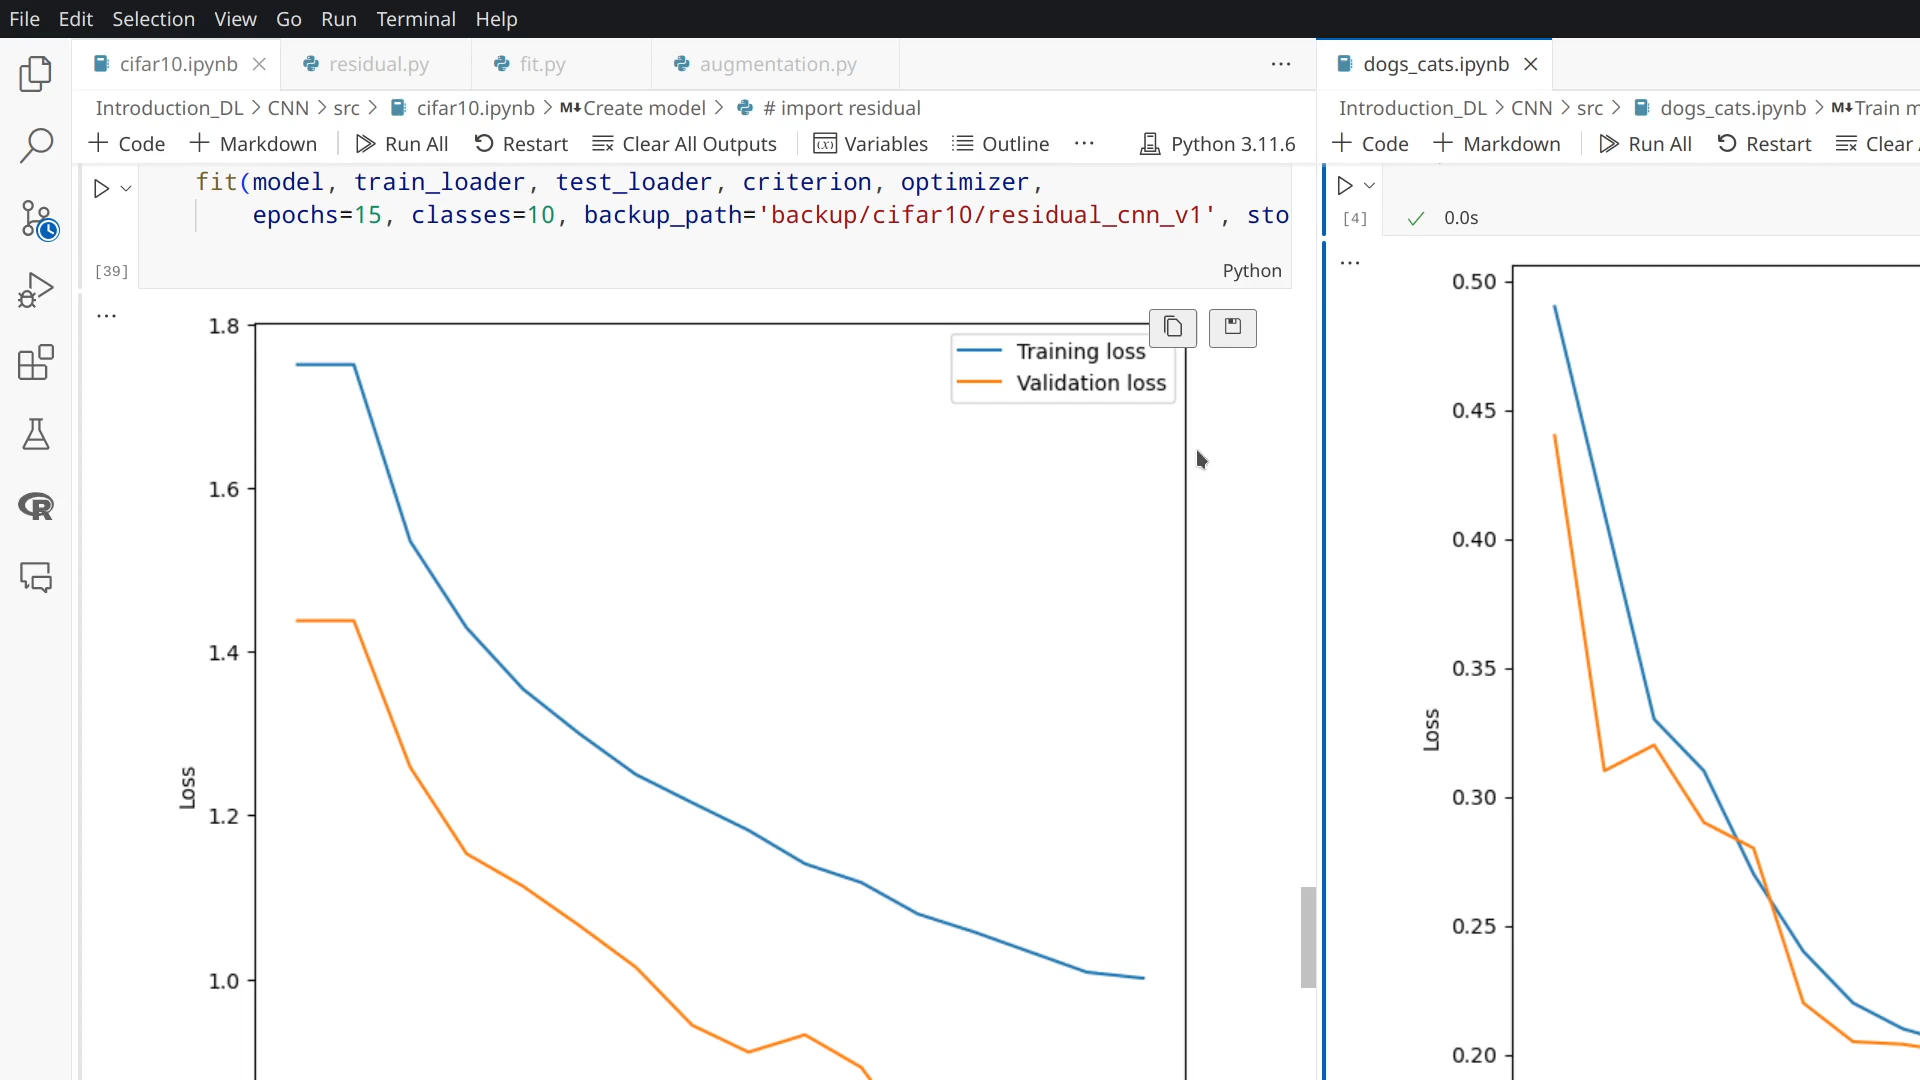 File Edit Selection View Go Run Terminal Help
cifar10.ipynb residual.py fit.py augmentation.py ...
Introduction_DL > CNN > src > cifar10.ipynb > M↓Create model > # import residual
+ Code + Markdown Run All Restart Clear All Outputs Variables Outline ... Python 3.11.6
fit(model, train_loader, test_loader, criterion, optimizer,
epochs=15, classes=10, backup_path='backup/cifar10/residual_cnn_v1', sto
[39]
Python
...
1.8
Training loss
Validation loss
1.6
1.4
Loss
1.2
1.0
dogs_cats.ipynb
Introduction_DL > CNN > src > dogs_cats.ipynb > M↓Train m
+ Code + Markdown Run All Restart Clear
[4] 0.0s
...
0.50
0.45
0.40
0.35
Loss
0.30
0.25
0.20